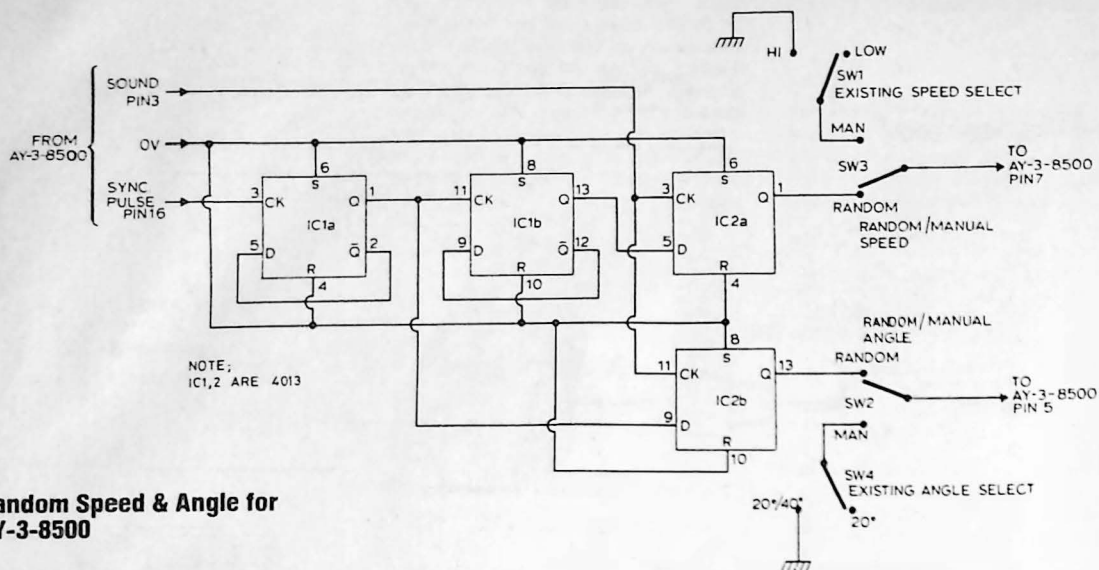 HI
LOW
SW1
EXISTING SPEED SELECT
SOUND
PIN3
MAN
FROM
AY-3-8500
0V
6
S
8
S
6
S
TO
AY-3-8500
PIN7
SW3
SYNC
PULSE
PIN16
3
CK
Q
1
IC1a
11
CK
Q
13
IC1b
3
CK
Q
1
IC2a
RANDOM
RANDOM/MANUAL
SPEED
5
D
Q̅
2
9
D
Q̅
12
5
D
R
4
R
10
R
4
RANDOM/MANUAL
ANGLE
NOTE;
IC1,2 ARE 4013
8
S
11
CK
Q
13
RANDOM
IC2b
SW2
TO
AY-3-8500
PIN 5
9
D
R
10
MAN
SW4
EXISTING ANGLE SELECT
20°/40°
20°
andom Speed & Angle for
Y-3-8500